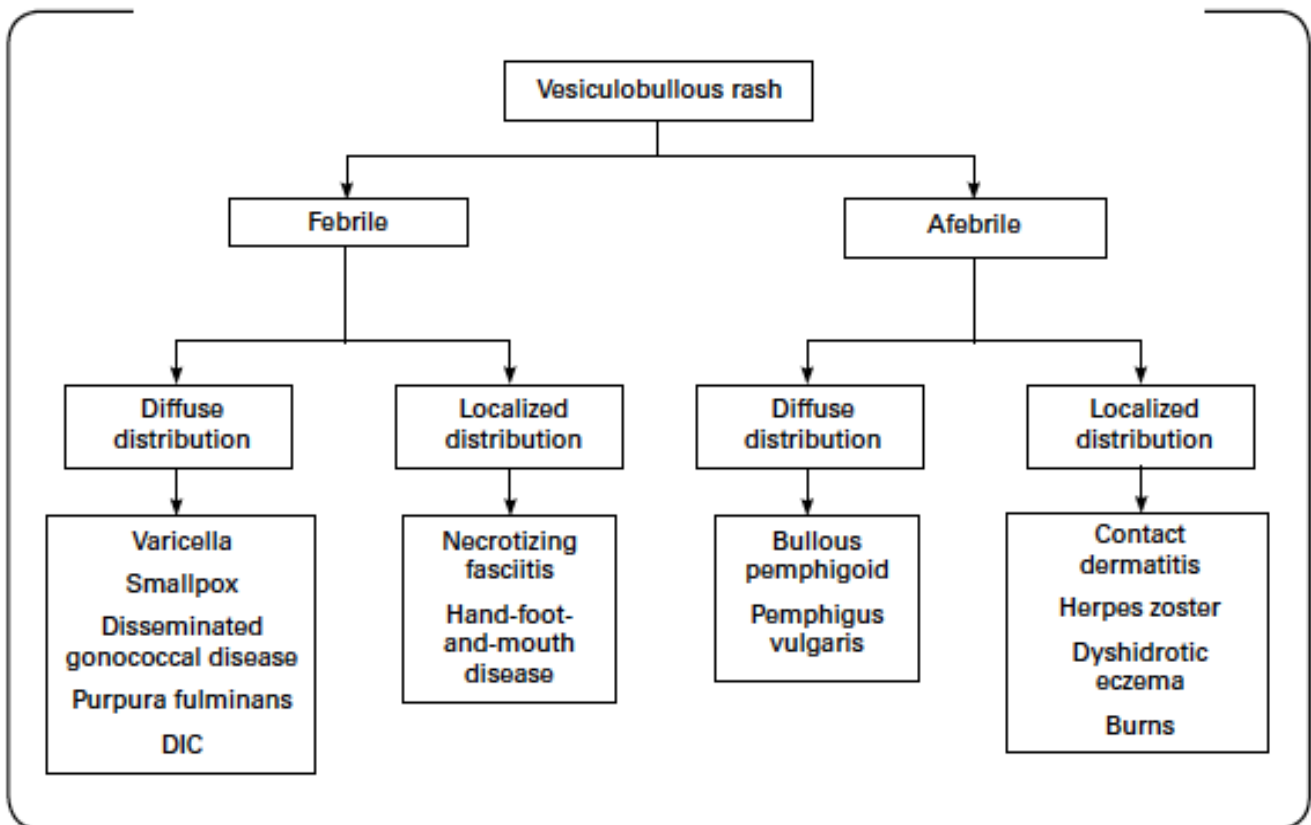 Vesiculobullous rash
Febrile
Afebrile
Diffuse
distribution
Localized
distribution
Diffuse
distribution
Localized
distribution
Varicella
Smallpox
Disseminated
gonococcal disease
Purpura fulminans
DIC
Necrotizing
fasciitis
Hand-foot-
and-mouth
disease
Bullous
pemphigoid
Pemphigus
vulgaris
Contact
dermatitis
Herpes zoster
Dyshidrotic
eczema
Burns